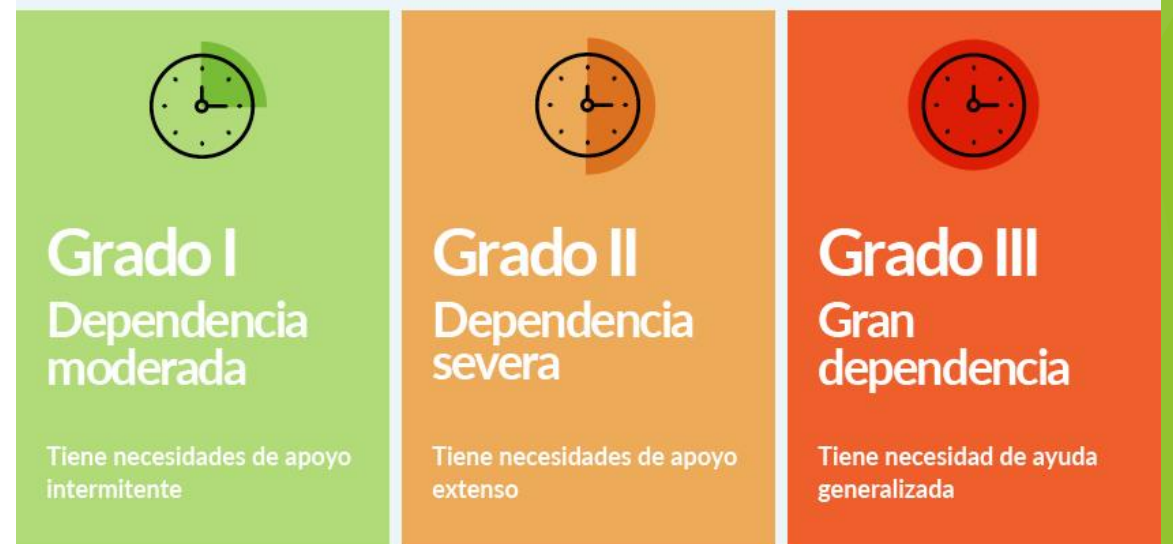 Grado I
Dependencia
moderada
Tiene necesidades de apoyo
intermitente
Grado II
Dependencia
severa
Tiene necesidades de apoyo
extenso
Grado III
Gran
dependencia
Tiene necesidad de ayuda
generalizada